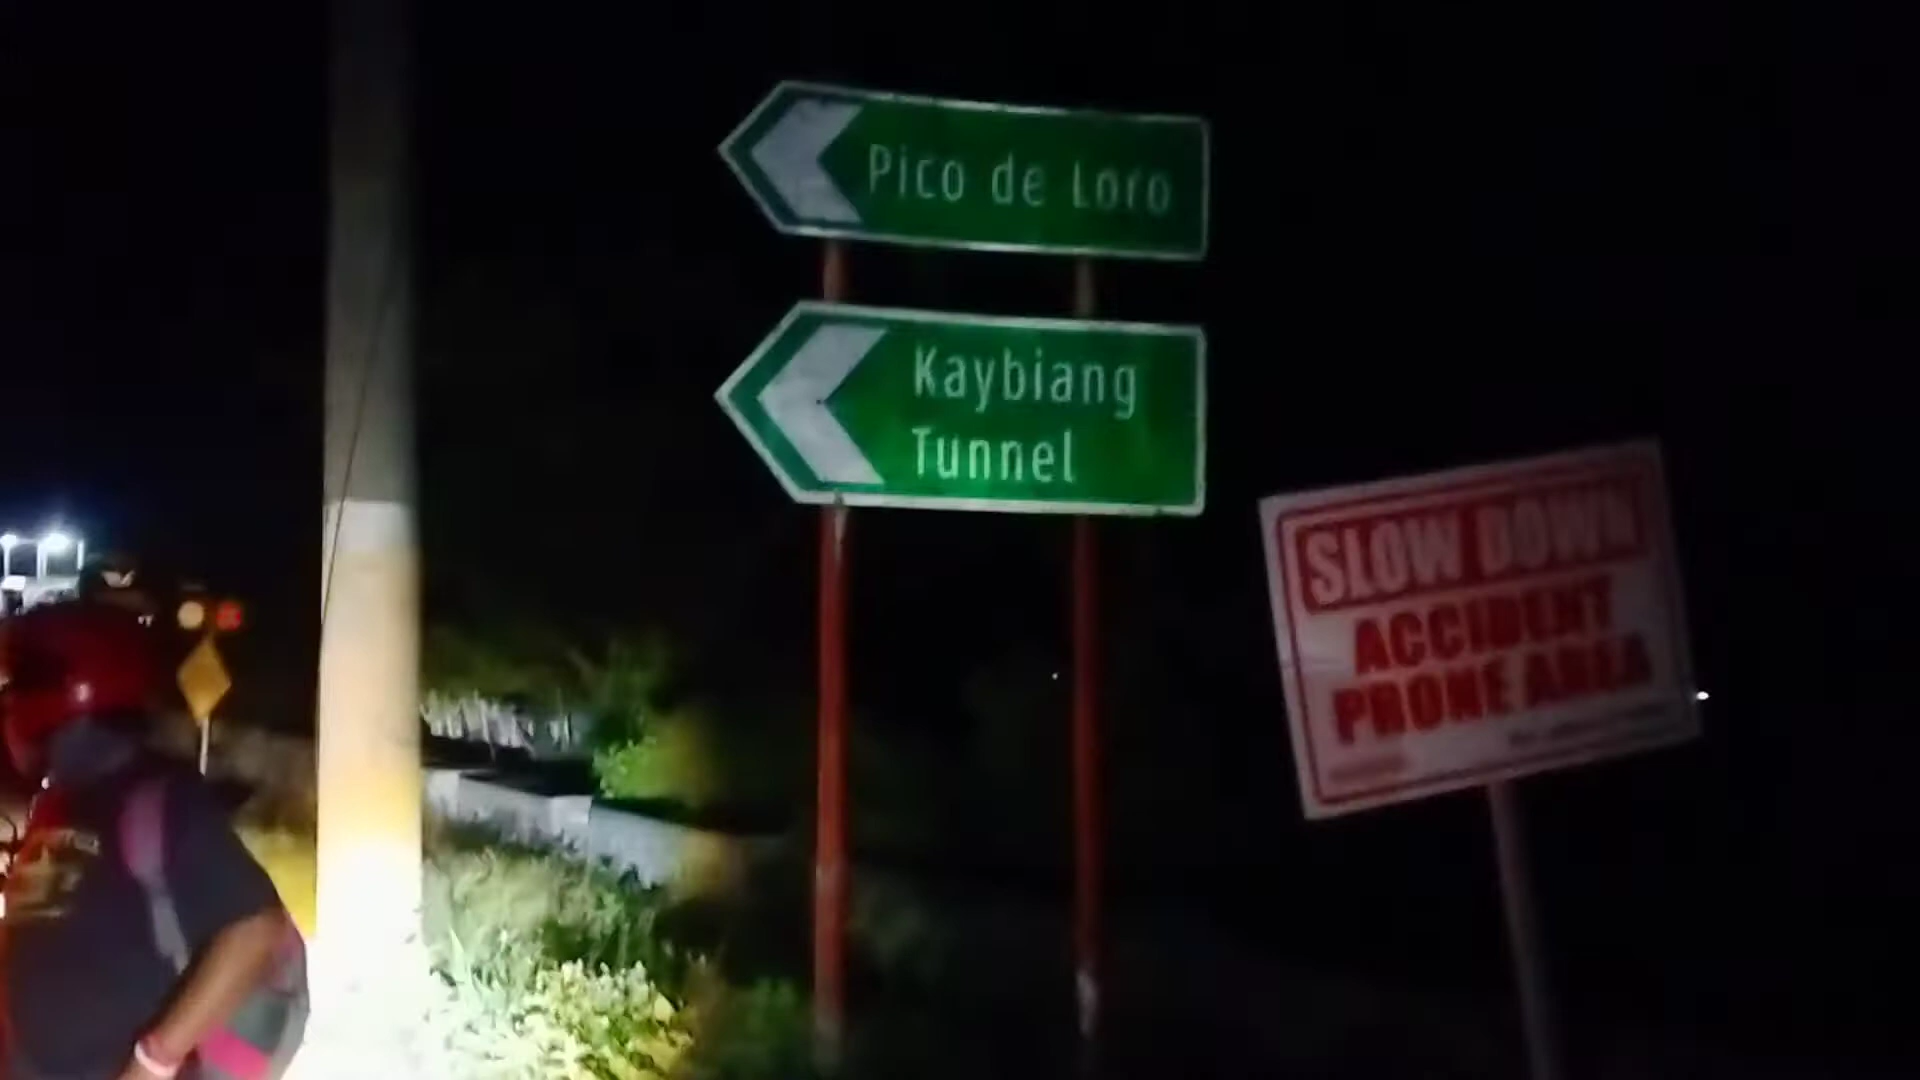 Pico de Loro
Kaybiang
Tunnel
SLOW DOWN
ACCIDENT
PRONE AREA